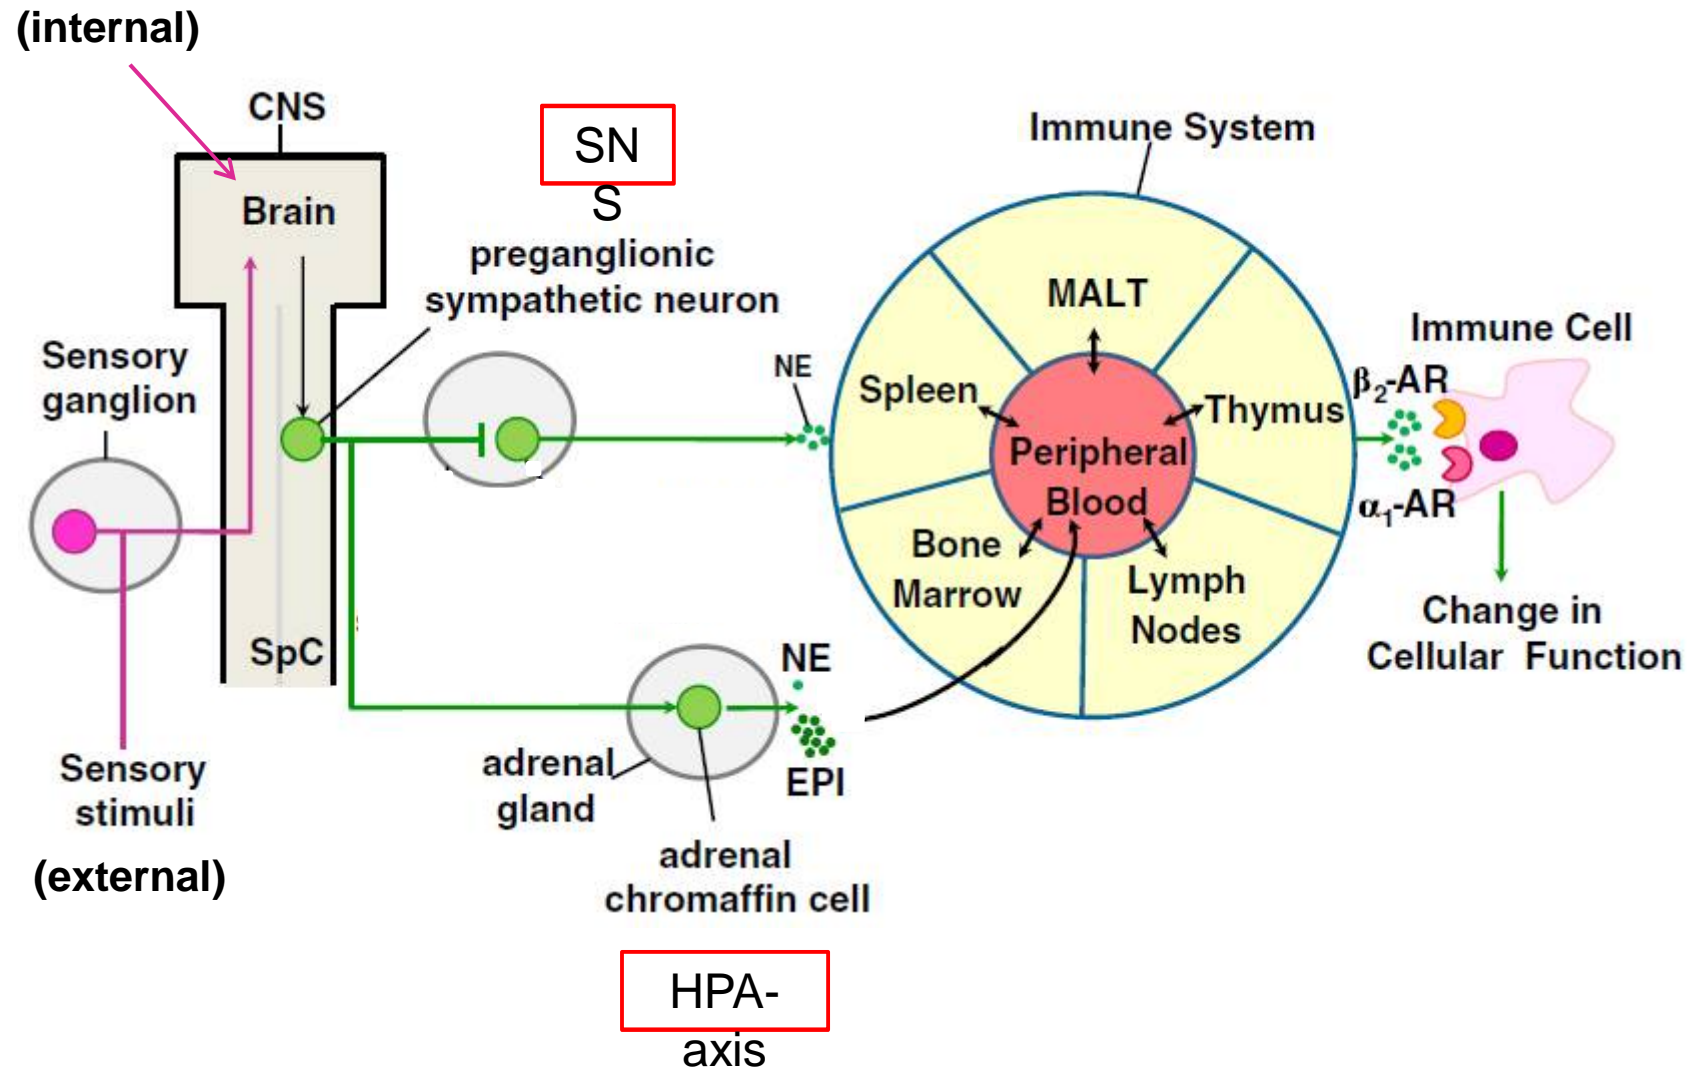 (internal)
CNS
SN
S
Immune System
Brain
preganglionic
sympathetic neuron
MALT
Sensory
ganglion
NE
Spleen
Thymus
Immune Cell
β2-AR
Peripheral
Blood
α1-AR
Bone
Marrow
Lymph
Nodes
Change in
Cellular Function
SpC
NE
EPI
Sensory
stimuli
adrenal
gland
(external)
adrenal
chromaffin cell
HPA-
axis